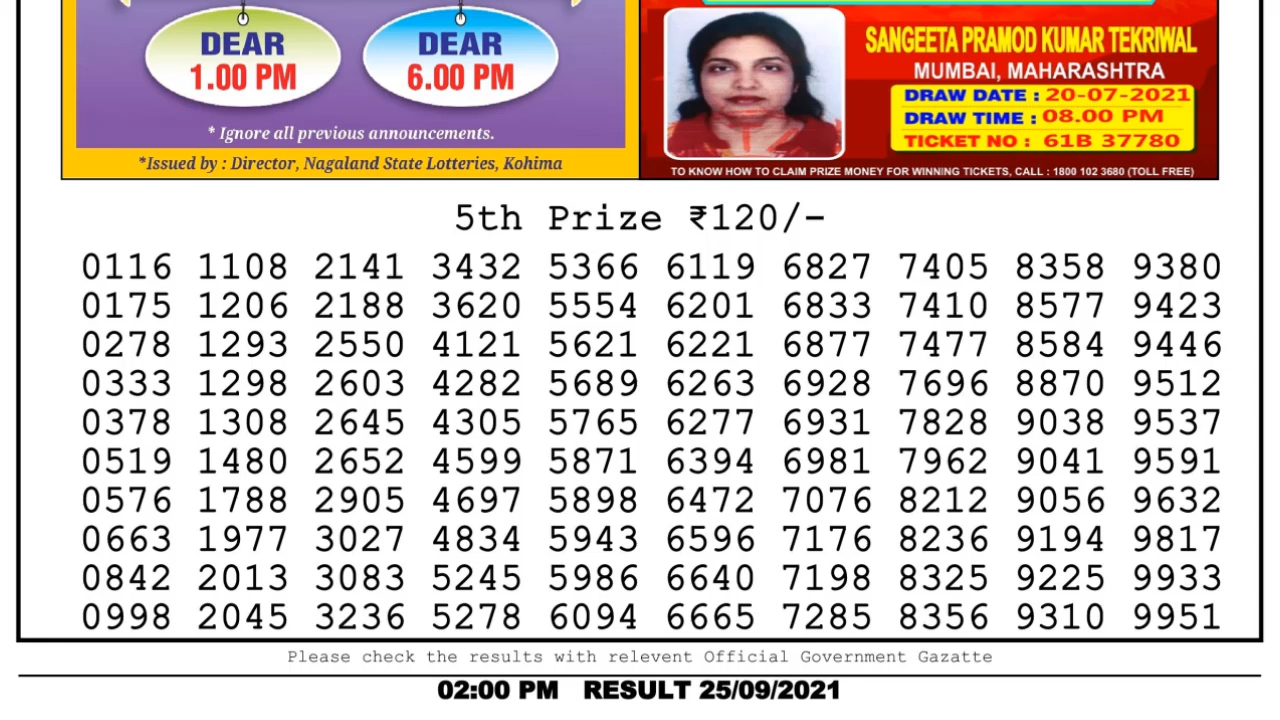 DEAR
1.00 PM
DEAR
6.00 PM
* Ignore all previous announcements.
*Issued by : Director, Nagaland State Lotteries, Kohima
SANGEETA PRAMOD KUMAR TEKRIWAL
MUMBAI, MAHARASHTRA
DRAW DATE : 20-07-2021
DRAW TIME : 08.00 PM
TICKET NO : 61B 37780
TO KNOW HOW TO CLAIM PRIZE MONEY FOR WINNING TICKETS, CALL : 1800 102 3680 (TOLL FREE)
5th Prize ₹120/-
0116 1108 2141 3432 5366 6119 6827 7405 8358 9380
0175 1206 2188 3620 5554 6201 6833 7410 8577 9423
0278 1293 2550 4121 5621 6221 6877 7477 8584 9446
0333 1298 2603 4282 5689 6263 6928 7696 8870 9512
0378 1308 2645 4305 5765 6277 6931 7828 9038 9537
0519 1480 2652 4599 5871 6394 6981 7962 9041 9591
0576 1788 2905 4697 5898 6472 7076 8212 9056 9632
0663 1977 3027 4834 5943 6596 7176 8236 9194 9817
0842 2013 3083 5245 5986 6640 7198 8325 9225 9933
0998 2045 3236 5278 6094 6665 7285 8356 9310 9951
Please check the results with relevent Official Government Gazatte
02:00 PM RESULT 25/09/2021